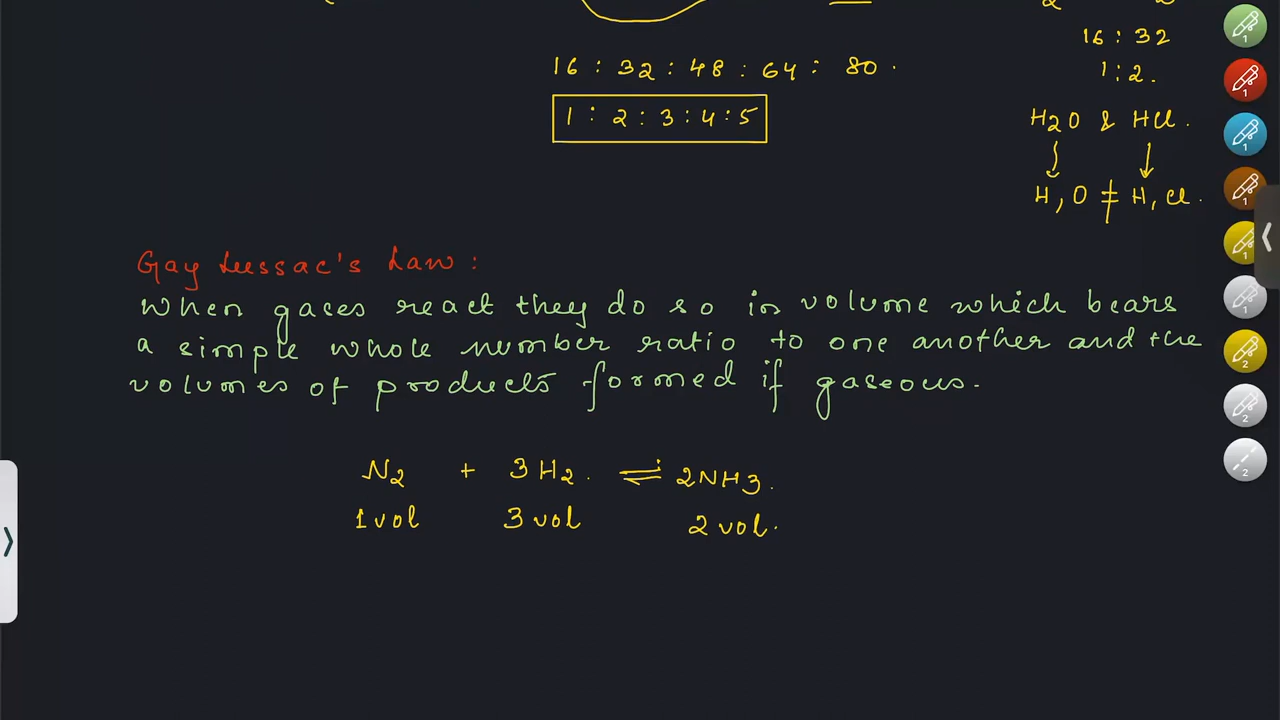 16 : 32
16 : 32 : 48 : 64 : 80 .
1 : 2.
1 : 2 : 3 : 4 : 5
H2O & HCl .
H, O ≠ H, Cl .
Gay Lussac's Law :
When gases react they do so in volume which bears
a simple whole number ratio to one another and the
volumes of products formed if gaseous.
N2 + 3H2 . ⇌ 2NH3 .
1 vol 3 vol 2 vol.